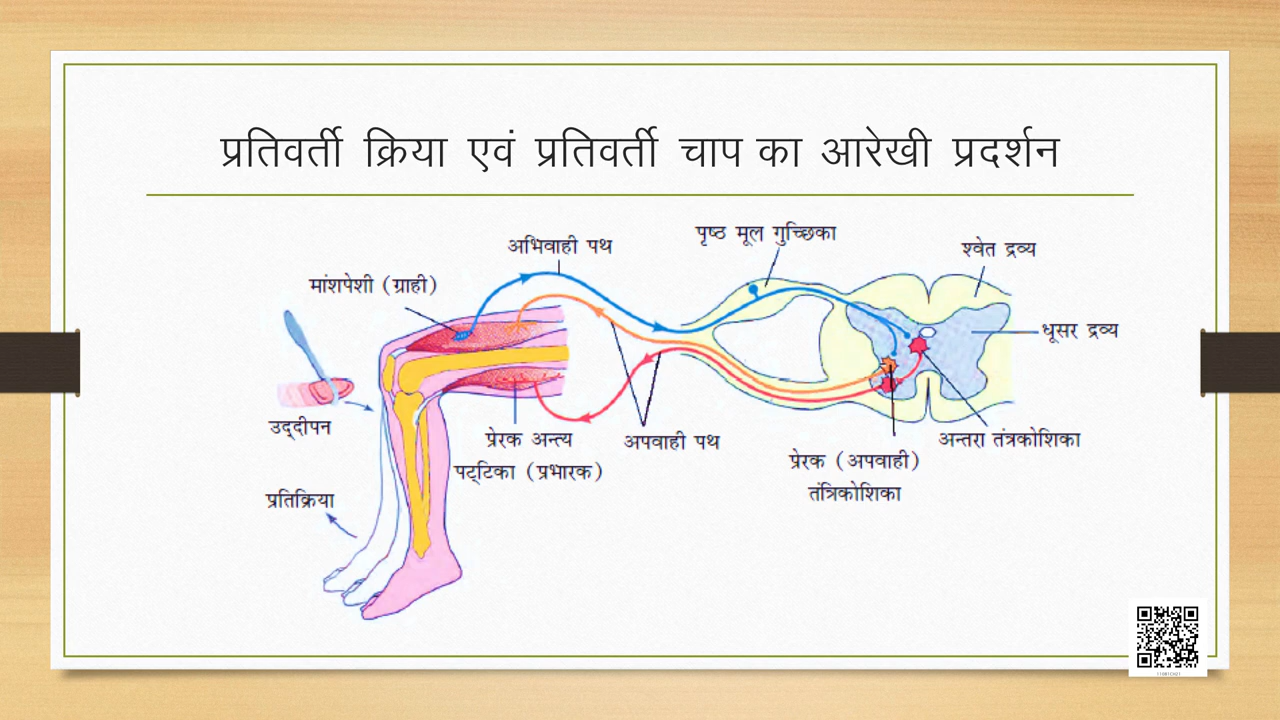 प्रतिवर्ती क्रिया एवं प्रतिवर्ती चाप का आरेखी प्रदर्शन
पृष्ठ मूल गुच्छिका
अभिवाही पथ
श्वेत द्रव्य
मांशपेशी (ग्राही)
धूसर द्रव्य
उद्दीपन
प्रेरक अन्त्य
पट्टिका (प्रभारक)
अपवाही पथ
अन्तरा तंत्रकोशिका
प्रेरक (अपवाही)
तंत्रिकोशिका
प्रतिक्रिया